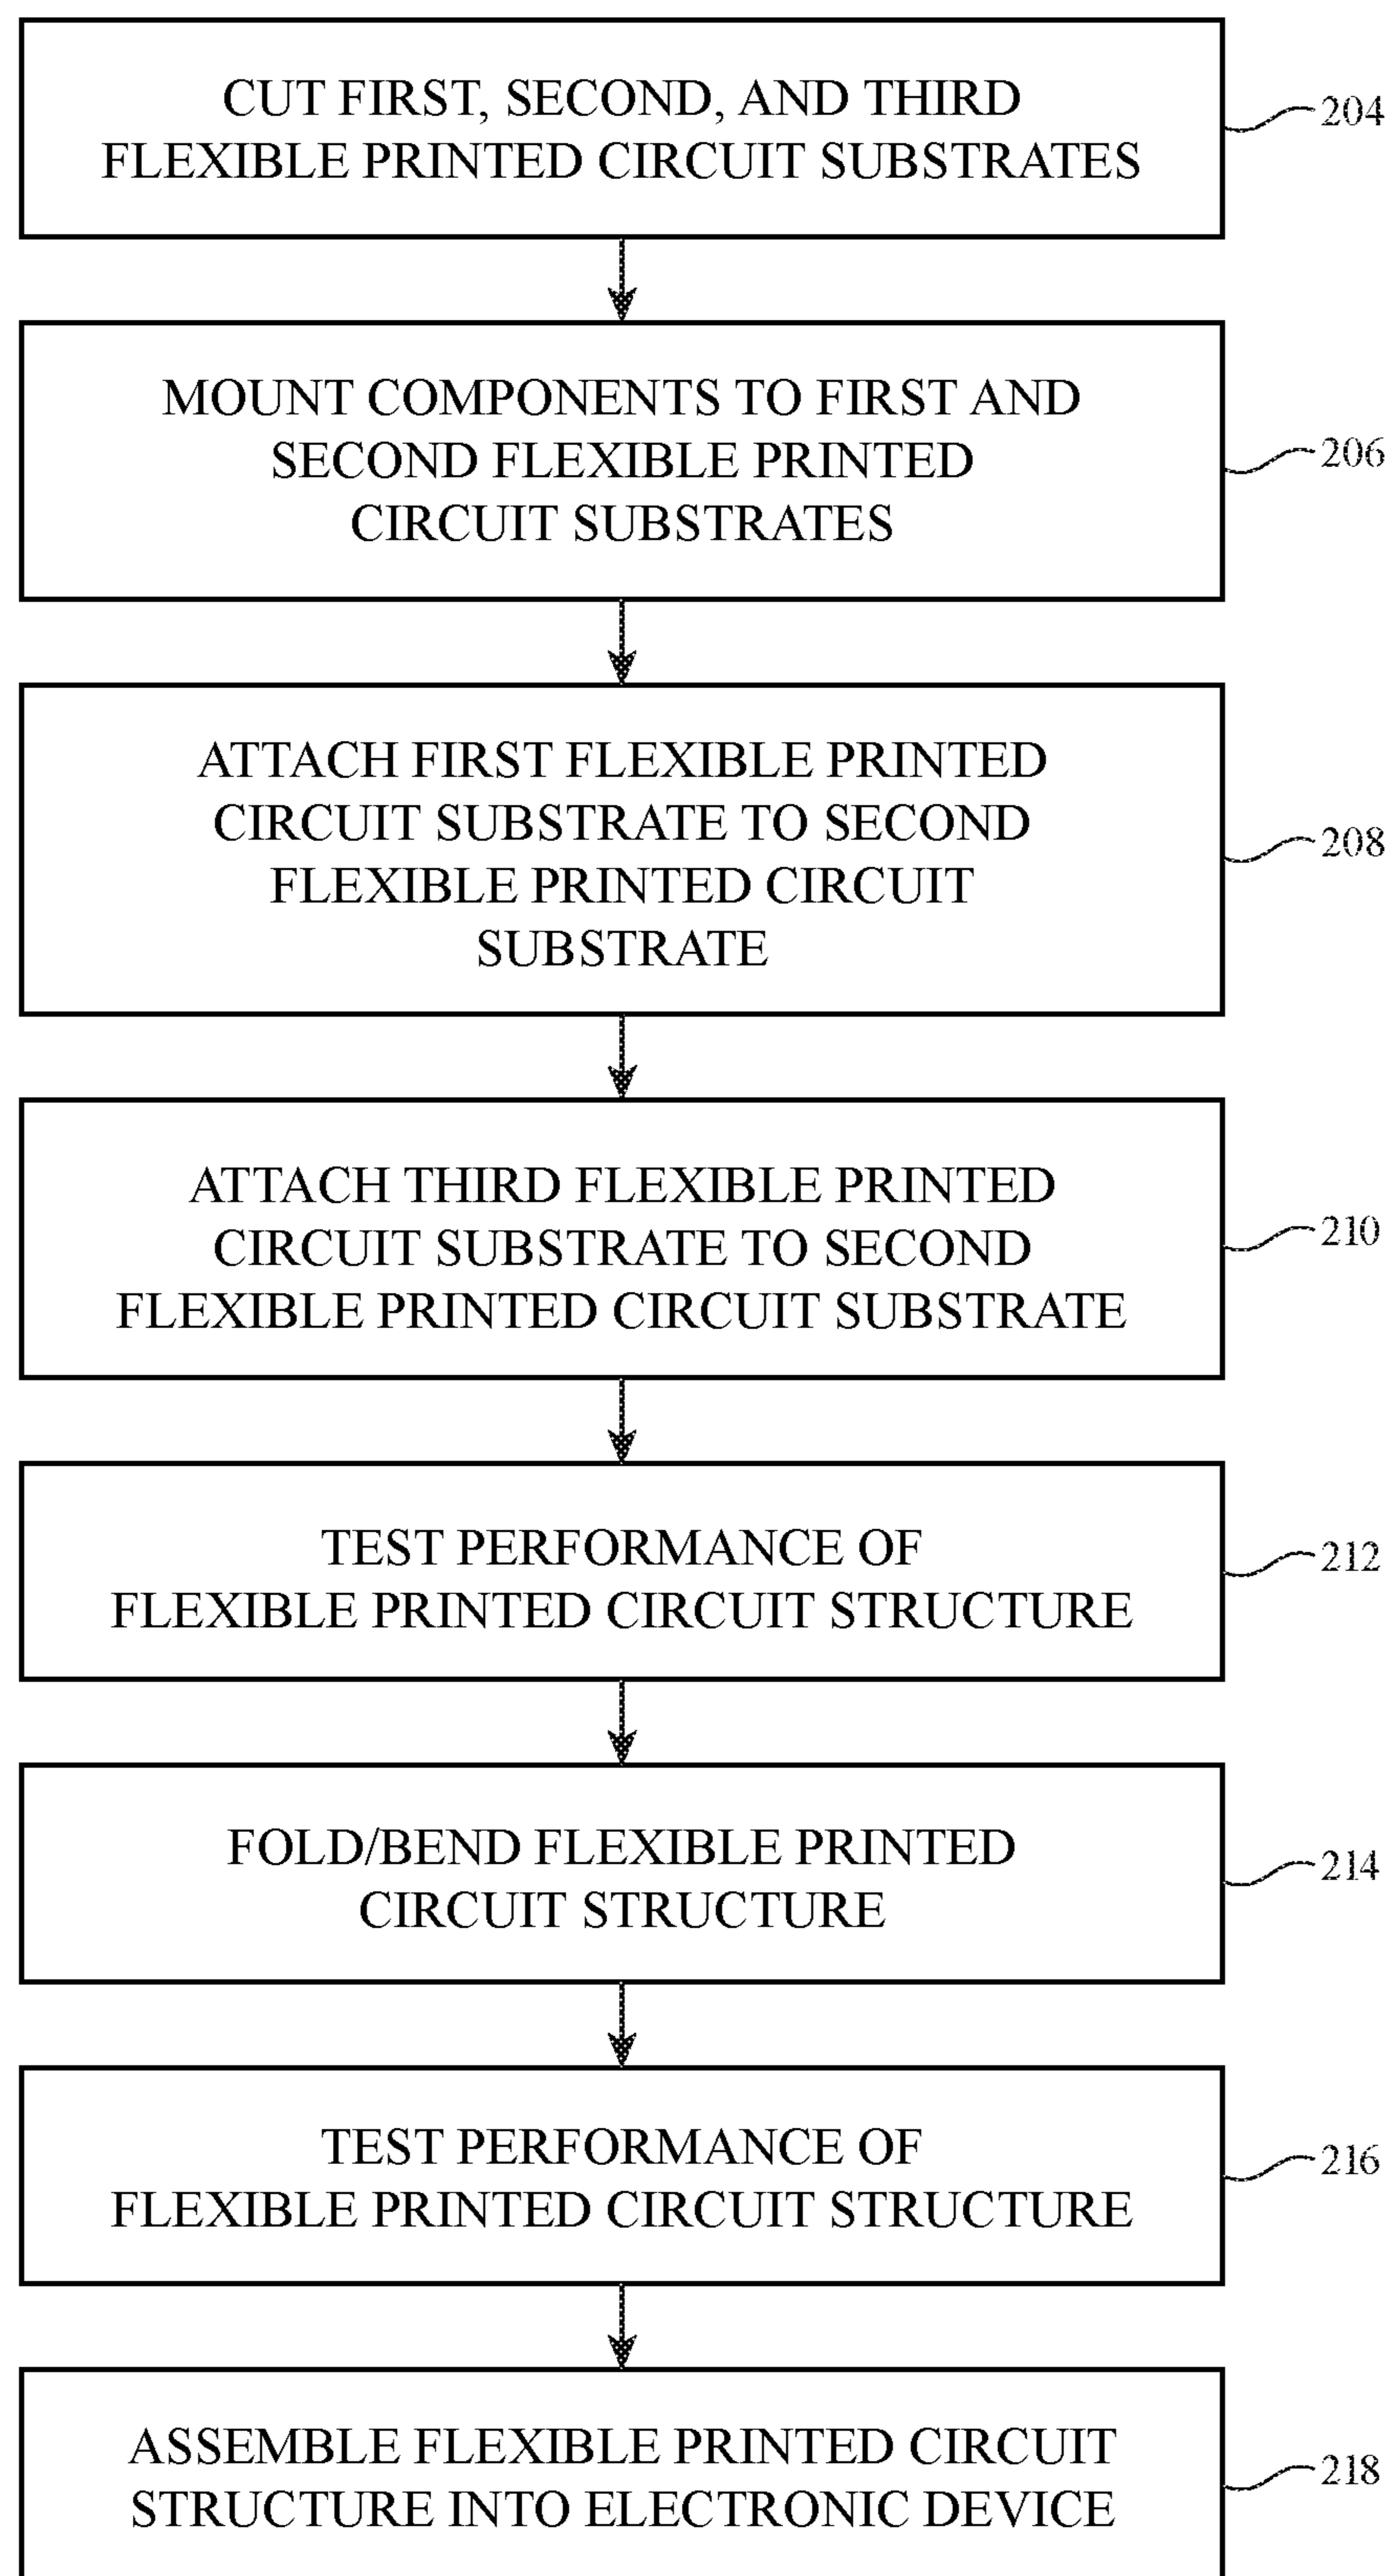 CUT FIRST, SECOND, AND THIRD
FLEXIBLE PRINTED CIRCUIT SUBSTRATES
204
MOUNT COMPONENTS TO FIRST AND
SECOND FLEXIBLE PRINTED
CIRCUIT SUBSTRATES
206
ATTACH FIRST FLEXIBLE PRINTED
CIRCUIT SUBSTRATE TO SECOND
FLEXIBLE PRINTED CIRCUIT
SUBSTRATE
208
ATTACH THIRD FLEXIBLE PRINTED
CIRCUIT SUBSTRATE TO SECOND
FLEXIBLE PRINTED CIRCUIT SUBSTRATE
210
TEST PERFORMANCE OF
FLEXIBLE PRINTED CIRCUIT STRUCTURE
212
FOLD/BEND FLEXIBLE PRINTED
CIRCUIT STRUCTURE
214
TEST PERFORMANCE OF
FLEXIBLE PRINTED CIRCUIT STRUCTURE
216
ASSEMBLE FLEXIBLE PRINTED CIRCUIT
STRUCTURE INTO ELECTRONIC DEVICE
218